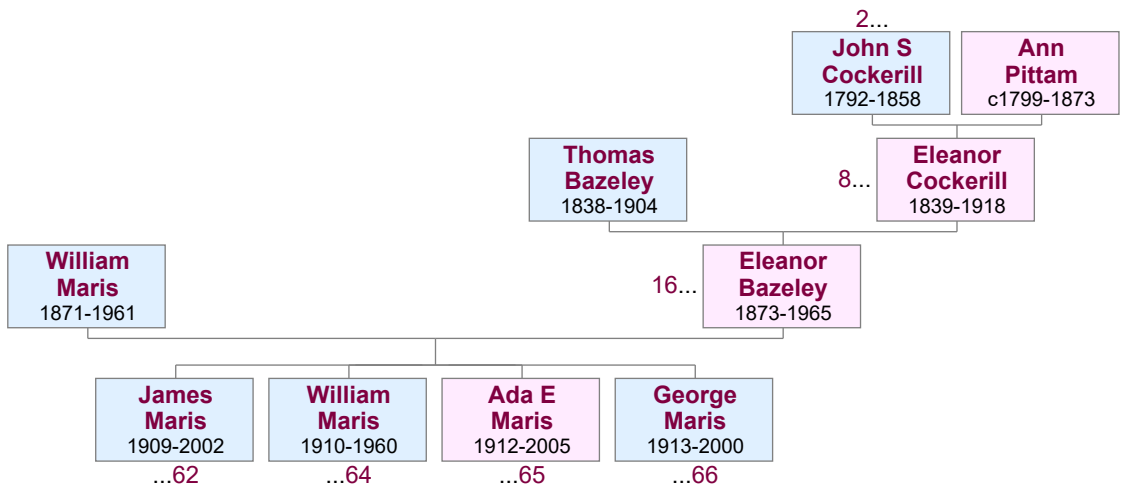 2...
John S
Cockerill
1792-1858
Ann
Pittam
c1799-1873
Thomas
Bazeley
1838-1904
8...
Eleanor
Cockerill
1839-1918
William
Maris
1871-1961
16...
Eleanor
Bazeley
1873-1965
James
Maris
1909-2002
William
Maris
1910-1960
Ada E
Maris
1912-2005
George
Maris
1913-2000
...62
...64
...65
...66